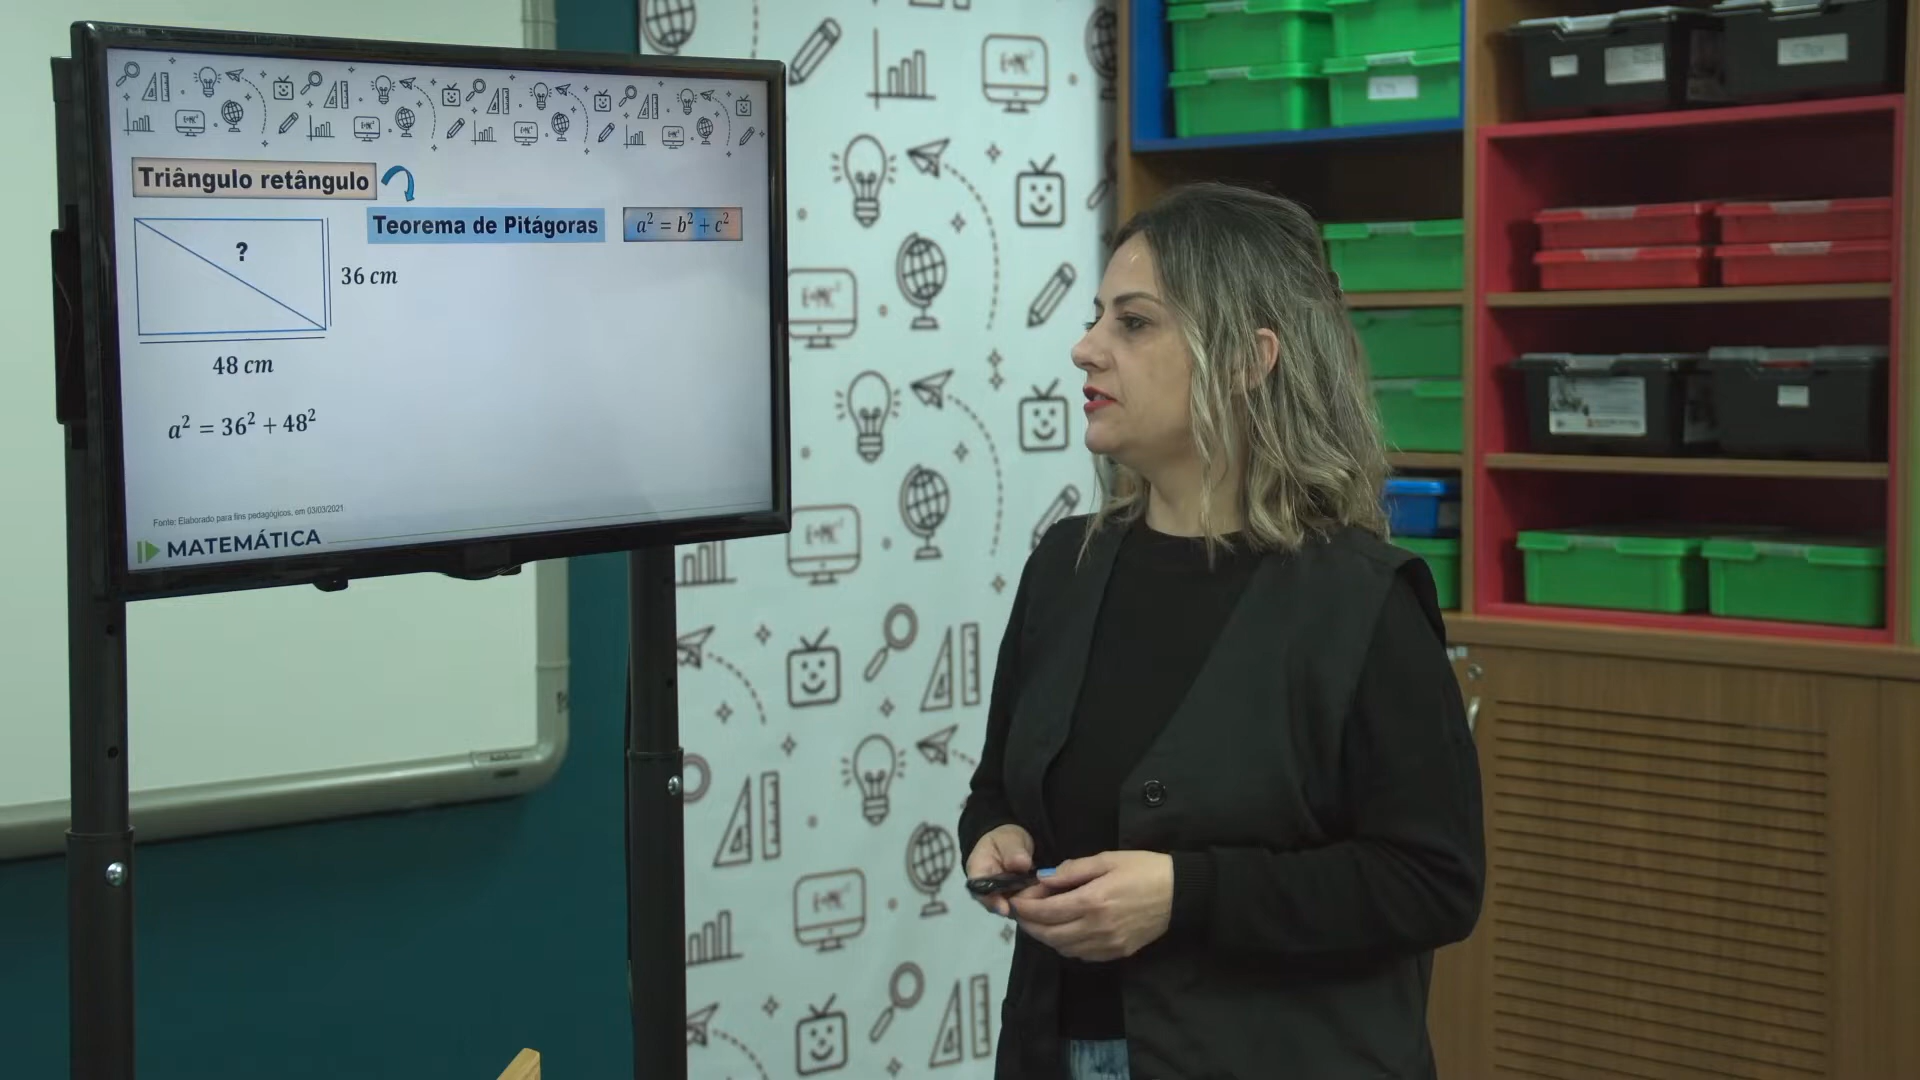 Triângulo retângulo
Teorema de Pitágoras
a² = b² + c²
?
36 cm
48 cm
a² = 36² + 48²
Fonte: Elaborado para fins pedagógicos, em 03/03/2021.
MATEMÁTICA